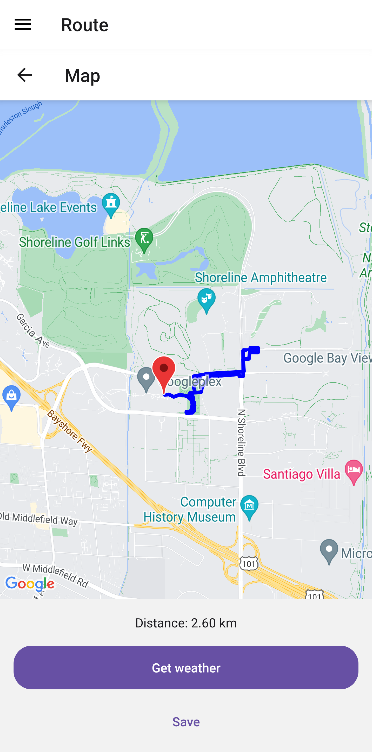 Route
Map
Charleston Slough
eline Lake Events
Shoreline Golf Links
Shoreline Amphitheatre
Sto
N
A
Garcia Ave
Google Bay View
oogleplex
Bayshore Fwy
N Shoreline Blvd
Santiago Villa
Computer
History Museum
Old Middlefield Way
Micro
101
W Middlefield Rd
Google
101
Distance: 2.60 km
Get weather
Save